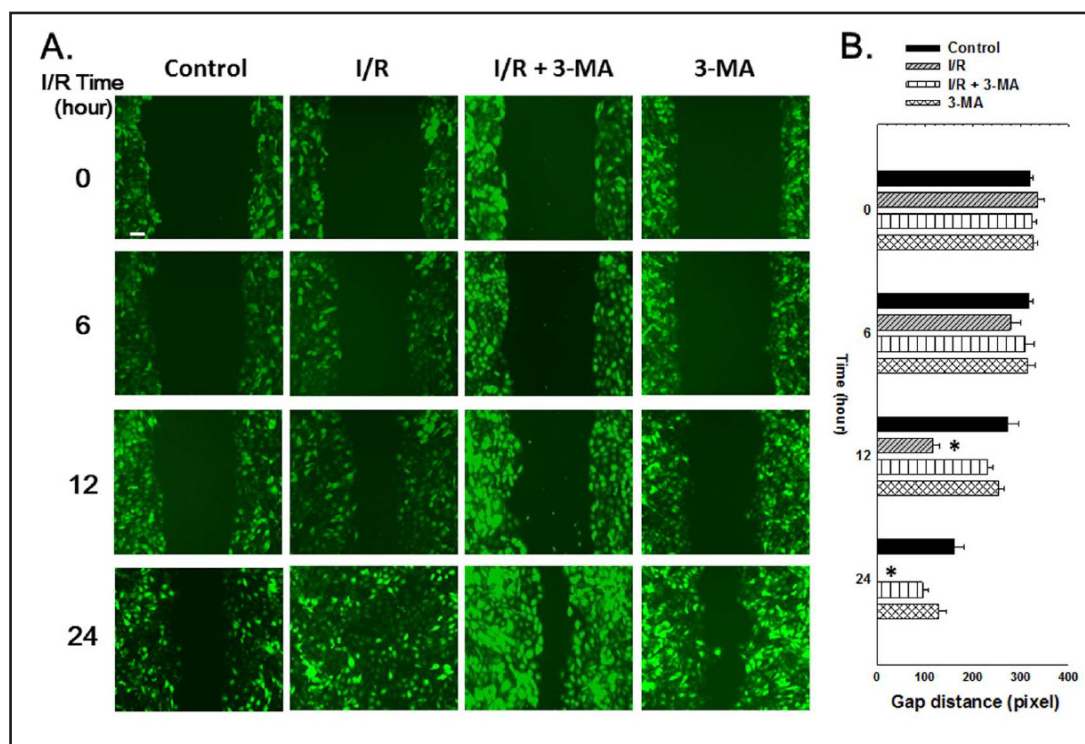 A.
I/R Time
(hour)
Control
I/R
I/R + 3-MA
3-MA
0
6
12
24
B.
Control
I/R
I/R + 3-MA
3-MA
0
6
12
*
24
*
Time (hour)
0 100 200 300 400
Gap distance (pixel)